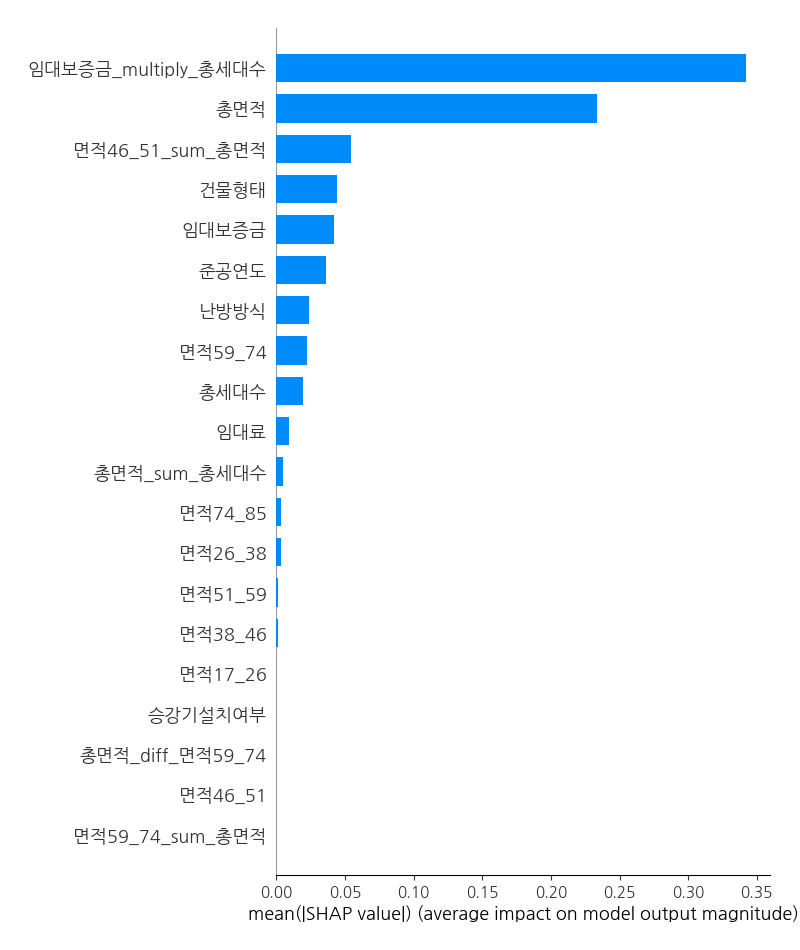 임대보증금_multiply_총세대수
총면적
면적46_51_sum_총면적
건물형태
임대보증금
준공연도
난방방식
면적59_74
총세대수
임대료
총면적_sum_총세대수
면적74_85
면적26_38
면적51_59
면적38_46
면적17_26
승강기설치여부
총면적_diff_면적59_74
면적46_51
면적59_74_sum_총면적
0.00 0.05 0.10 0.15 0.20 0.25 0.30 0.35
mean(|SHAP value|) (average impact on model output magnitude)